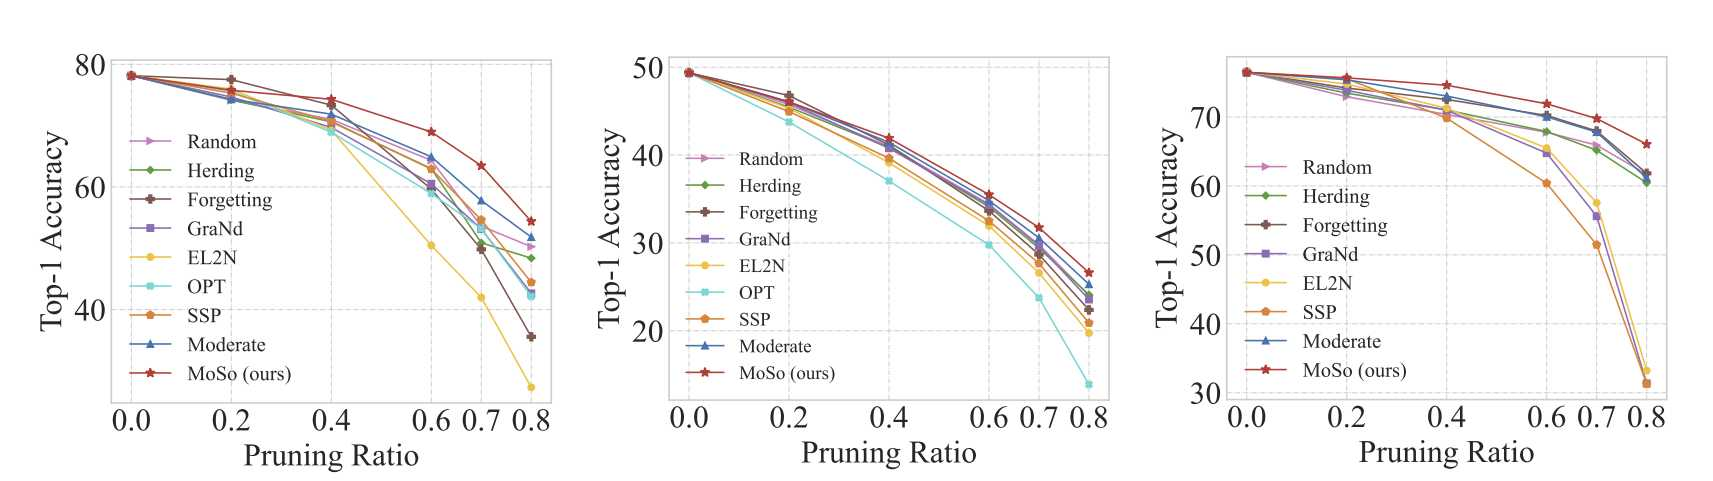 80
60
40
Top-1 Accuracy
Random
Herding
Forgetting
GraNd
EL2N
OPT
SSP
Moderate
MoSo (ours)
0.0 0.2 0.4 0.6 0.7 0.8
Pruning Ratio
50
40
30
20
Top-1 Accuracy
Random
Herding
Forgetting
GraNd
EL2N
OPT
SSP
Moderate
MoSo (ours)
0.0 0.2 0.4 0.6 0.7 0.8
Pruning Ratio
70
60
50
40
30
Top-1 Accuracy
Random
Herding
Forgetting
GraNd
EL2N
SSP
Moderate
MoSo (ours)
0.0 0.2 0.4 0.6 0.7 0.8
Pruning Ratio